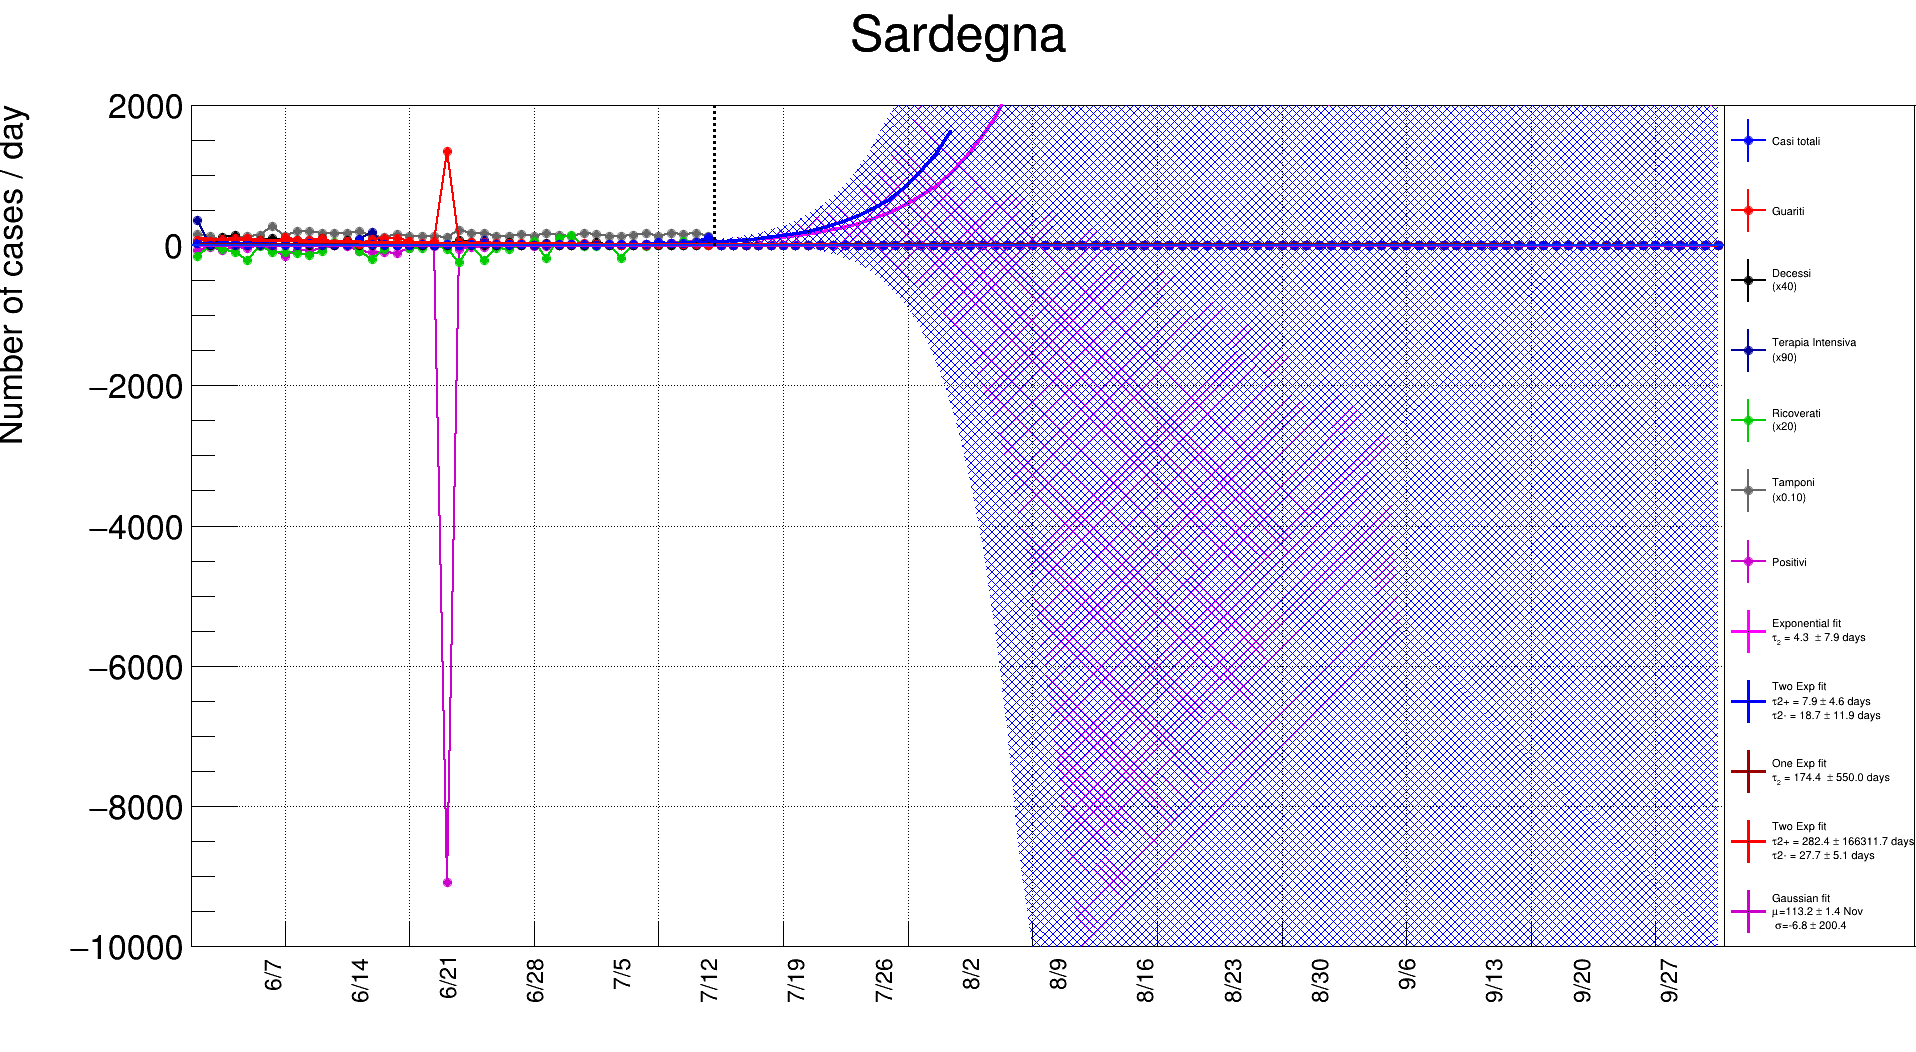 Sardegna
Number of cases / day
2000
0
−2000
−4000
−6000
−8000
−10000
6/7
6/14
6/21
6/28
7/5
7/12
7/19
7/26
8/2
8/9
8/16
8/23
8/30
9/6
9/13
9/20
9/27
Casi totali
Guariti
Decessi
(x40)
Terapia Intensiva
(x90)
Ricoverati
(x20)
Tamponi
(x0.10)
Positivi
Exponential fit
τ₂ = 4.3 ± 7.9 days
Two Exp fit
τ2+ = 7.9 ± 4.6 days
τ2- = 18.7 ± 11.9 days
One Exp fit
τ₂ = 174.4 ± 550.0 days
Two Exp fit
τ2+ = 282.4 ± 166311.7 days
τ2- = 27.7 ± 5.1 days
Gaussian fit
μ=113.2 ± 1.4 Nov
σ=-6.8 ± 200.4